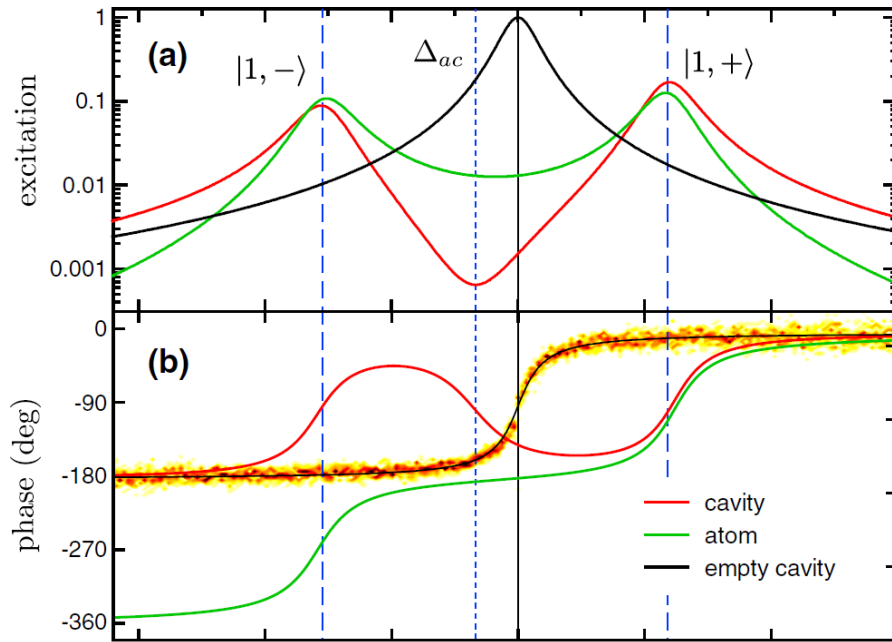 (a)
|1, −⟩
Δac
|1, +⟩
excitation
1
0.1
0.01
0.001
(b)
phase (deg)
0
-90
-180
-270
-360
cavity
atom
empty cavity